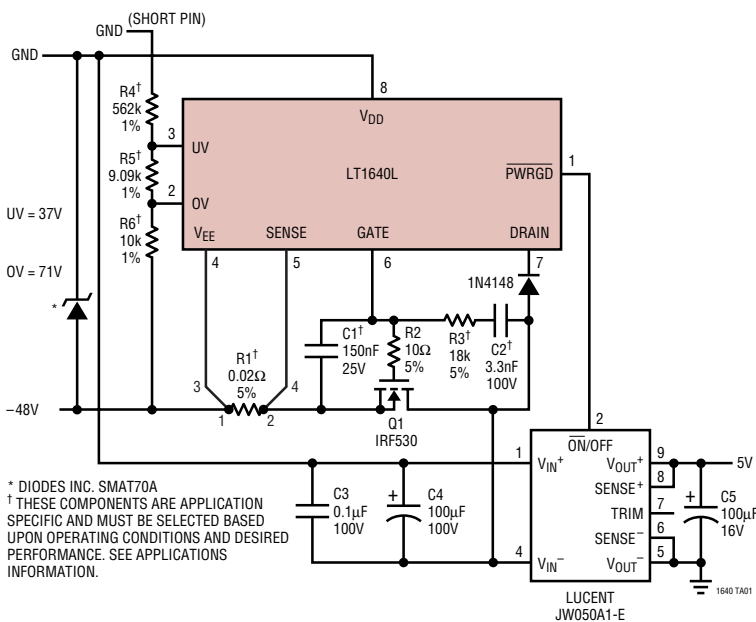 (SHORT PIN)
GND
GND
R4†
562k
1%
R5†
9.09k
1%
R6†
10k
1%
UV = 37V
OV = 71V
*
8
VDD
3
UV
LT1640L
PWRGD
1
2
OV
VEE
SENSE
GATE
DRAIN
4
5
6
7
1N4148
C1†
150nF
25V
R2
10Ω
5%
R3†
18k
5%
C2†
3.3nF
100V
R1†
0.02Ω
5%
3
4
–48V
1
2
Q1
IRF530
2
1
VIN+
ON/OFF
VOUT+
9
5V
SENSE+
8
TRIM
7
SENSE–
6
4
VIN–
VOUT–
5
+
C5
100µF
16V
C3
0.1µF
100V
+
C4
100µF
100V
LUCENT
JW050A1-E
1640 TA01
* DIODES INC. SMAT70A
† THESE COMPONENTS ARE APPLICATION
SPECIFIC AND MUST BE SELECTED BASED
UPON OPERATING CONDITIONS AND DESIRED
PERFORMANCE. SEE APPLICATIONS
INFORMATION.